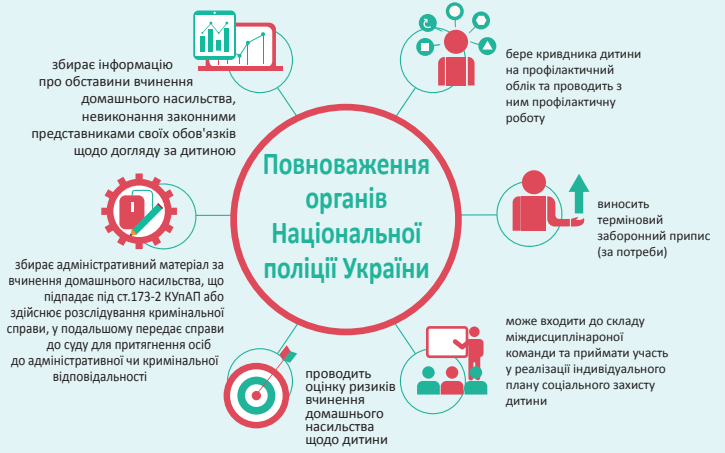 Повноваження
органів
Національної
поліції України
збирає інформацію
про обставини вчинення
домашнього насильства,
невиконання законними
представниками своїх обов'язків
щодо догляду за дитиною
бере кривдника дитини
на профілактичний
облік та проводить з
ним профілактичну
роботу
виносить
терміновий
заборонний припис
(за потреби)
збирає адміністративний матеріал за
вчинення домашнього насильства, що
підпадає під ст.173-2 КУпАП або
здійснює розслідування кримінальної
справи, у подальшому передає справи
до суду для притягнення осіб
до адміністративної чи кримінальної
відповідальності
проводить
оцінку ризиків
вчинення
домашнього
насильства
щодо дитини
може входити до складу
міждисциплінарної
команди та приймати участь
у реалізації індивідуального
плану соціального захисту
дитини